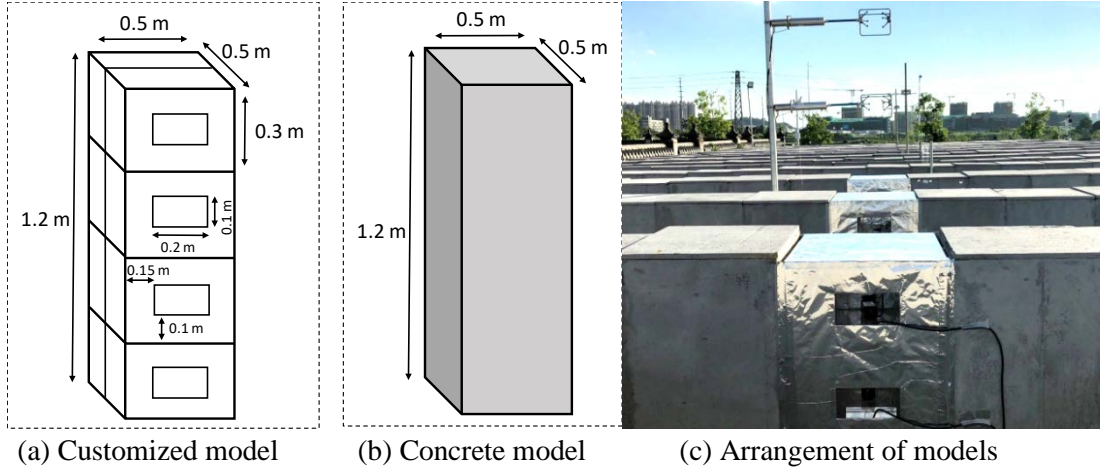 0.5 m
0.5 m
0.3 m
1.2 m
0.1 m
0.2 m
0.15 m
0.1 m
0.5 m
0.5 m
1.2 m
(a) Customized model
(b) Concrete model
(c) Arrangement of models